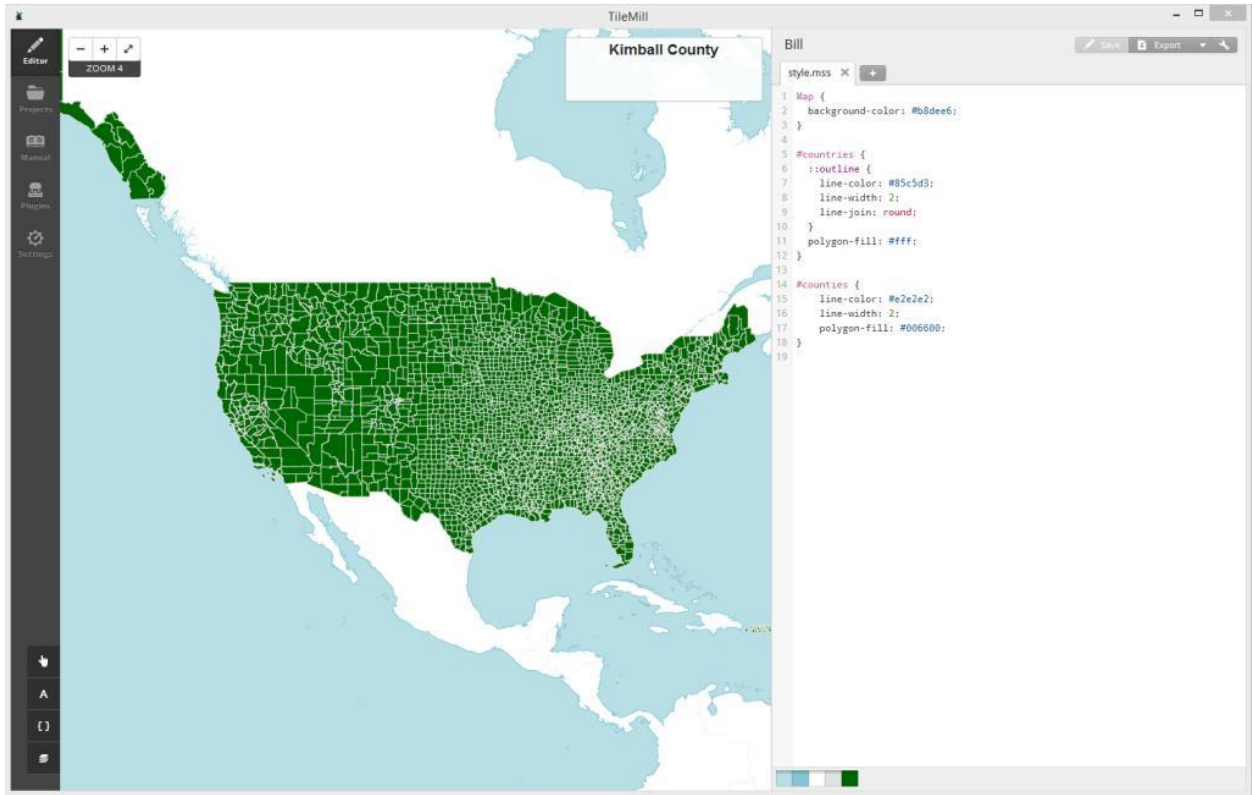 TileMill
Editor
Projects
Manual
Plugins
Settings
ZOOM 4
Kimball County
A
{}
Bill
Save
Export
style.mss
1 Map {
2 background-color: #b8dee6;
3 }
4
5 #countries {
6 ::outline {
7 line-color: #85c5d3;
8 line-width: 2;
9 line-join: round;
10 }
11 polygon-fill: #fff;
12 }
13
14 #counties {
15 line-color: #e2e2e2;
16 line-width: 2;
17 polygon-fill: #006600;
18 }
19